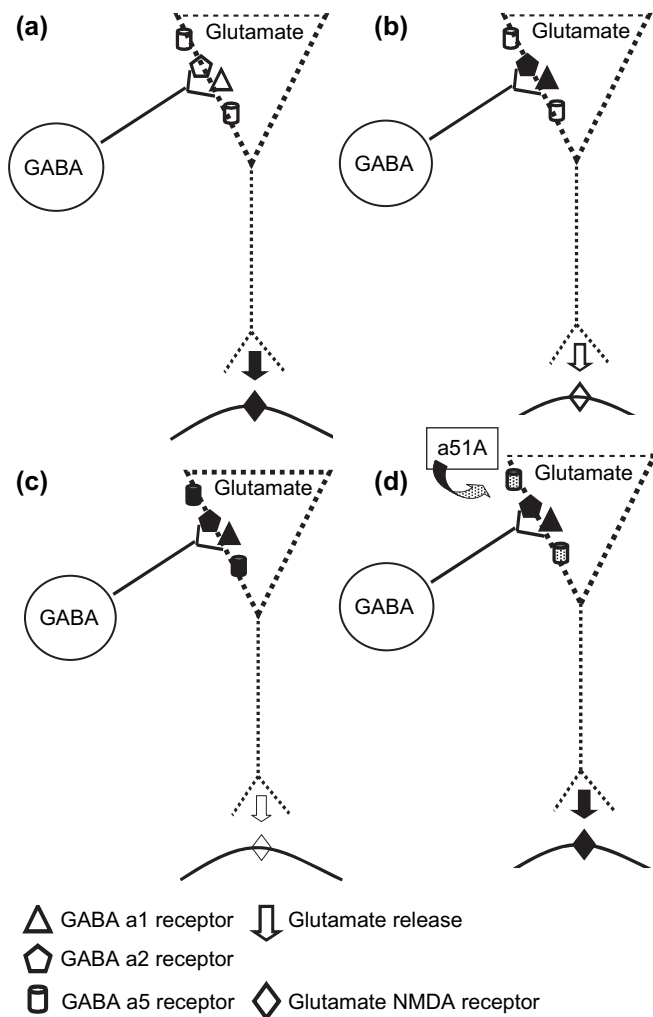 (a)
Glutamate
GABA
(b)
Glutamate
GABA
(c)
Glutamate
GABA
a51A
(d)
Glutamate
GABA
GABA a1 receptor
Glutamate release
GABA a2 receptor
GABA a5 receptor
Glutamate NMDA receptor